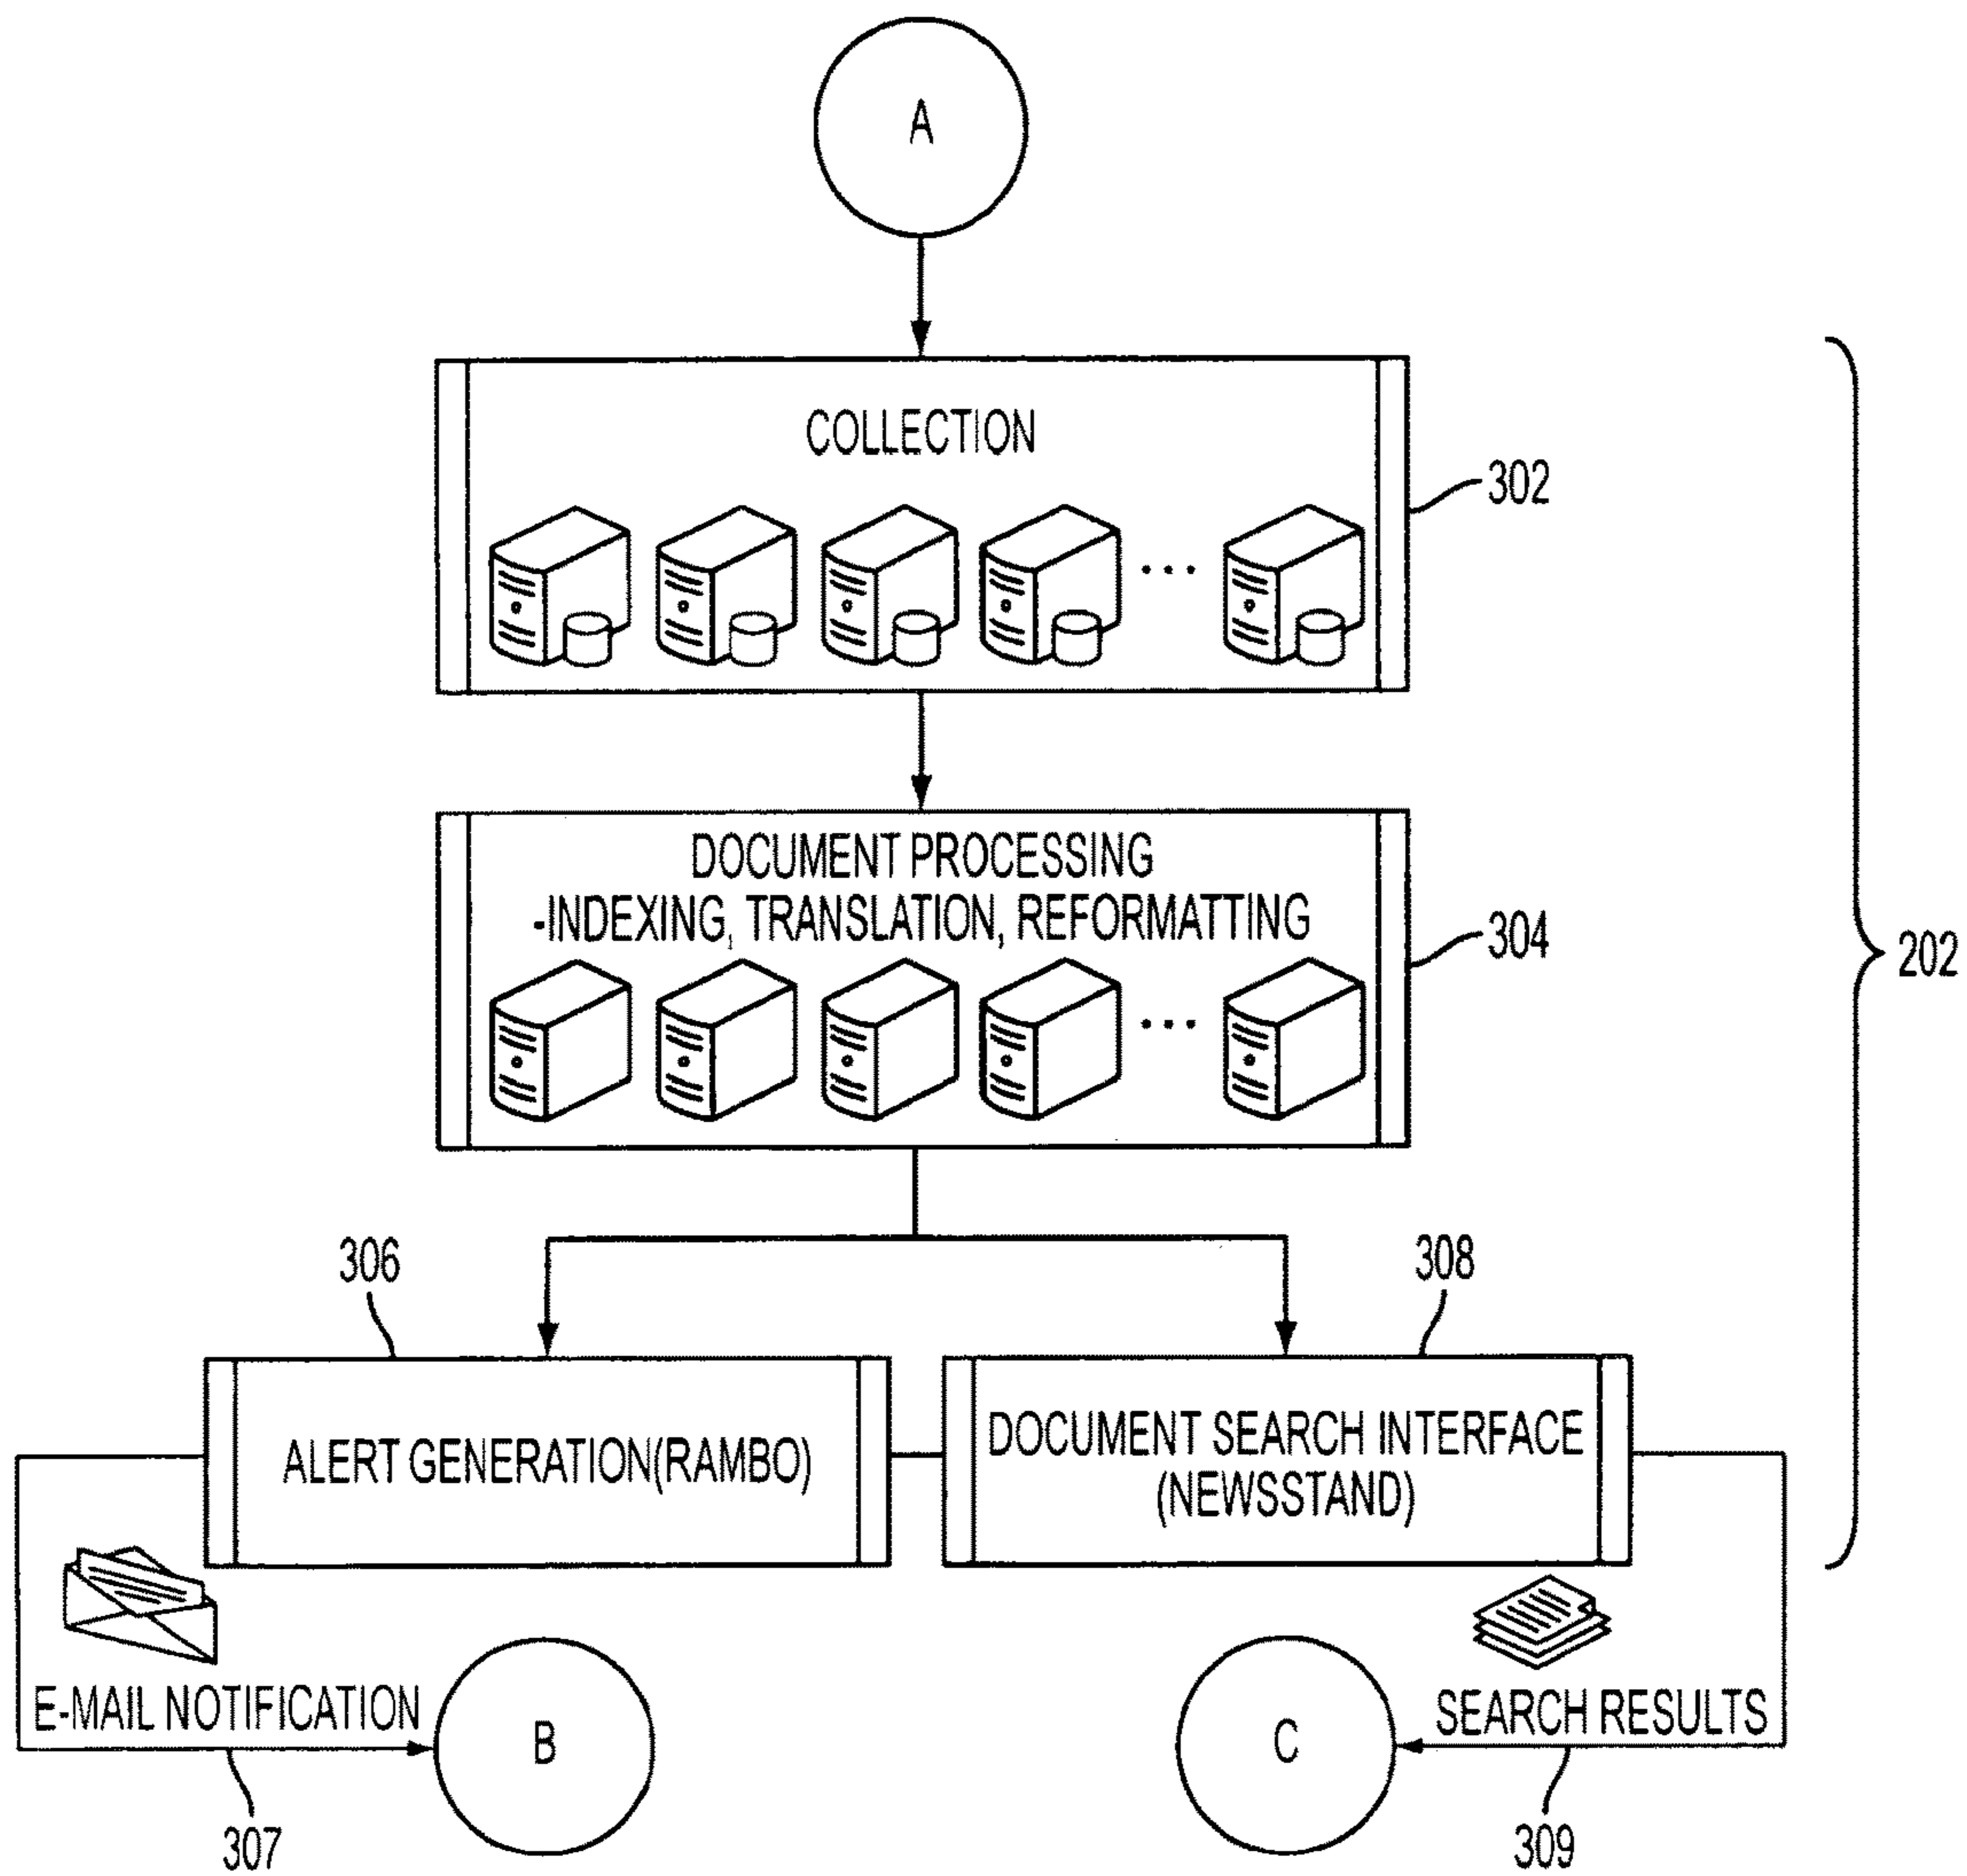 A
COLLECTION
302
DOCUMENT PROCESSING
-INDEXING, TRANSLATION, REFORMATTING
304
202
306
308
ALERT GENERATION(RAMBO)
DOCUMENT SEARCH INTERFACE
(NEWSSTAND)
E-MAIL NOTIFICATION
B
C
SEARCH RESULTS
307
309